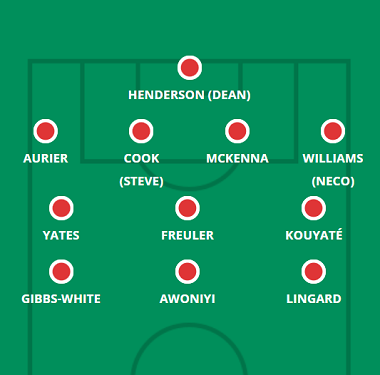 HENDERSON (DEAN)
AURIER COOK MCKENNA WILLIAMS
(STEVE) (NECO)
YATES FREULER KOUYATÉ
GIBBS-WHITE AWONIYI LINGARD